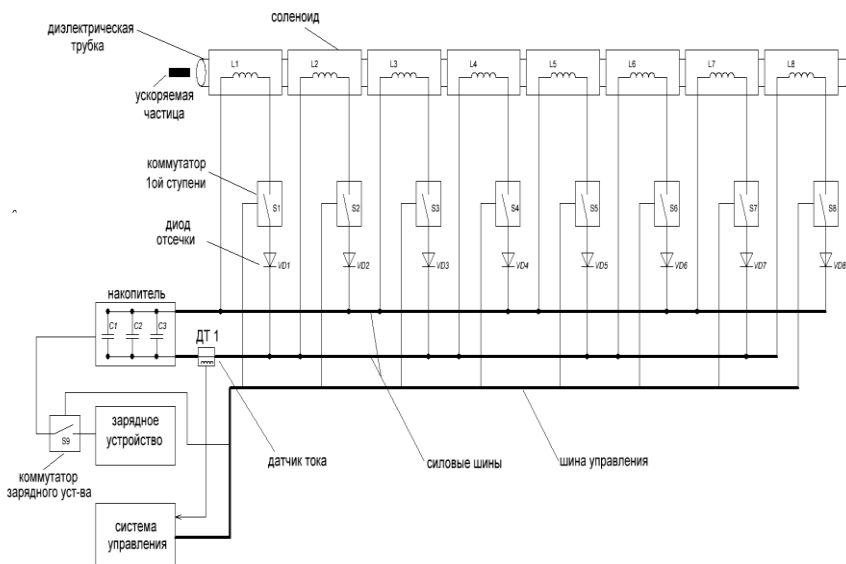 соленоид
диэлектрическая
трубка
L1 L2 L3 L4 L5 L6 L7 L8
ускоряемая
частица
коммутатор
1ой ступени
S1 S2 S3 S4 S5 S6 S7 S8
диод
отсечки
VD1 VD2 VD3 VD4 VD5 VD6 VD7 VD8
накопитель
C1 C2 C3
ДТ 1
зарядное
устройство
S9
датчик тока
силовые шины
шина управления
коммутатор
зарядного уст-ва
система
управления